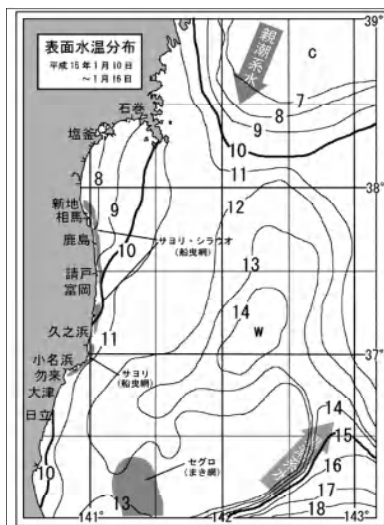 表面水温分布
平成15年1月10日
～1月16日
親潮系水
C
39°
石巻
塩釜
7
8
9
10
11
38°
8
新地
相馬
9
鹿島
10
サヨリ・シラウオ
(船曳網)
請戸
富岡
12
13
14
W
久之浜
11
37°
小名浜
勿来
大津
日立
サヨリ
(船曳網)
14
15
16
セグロ
(まき網)
10
13
17
18
141°
142°
143°